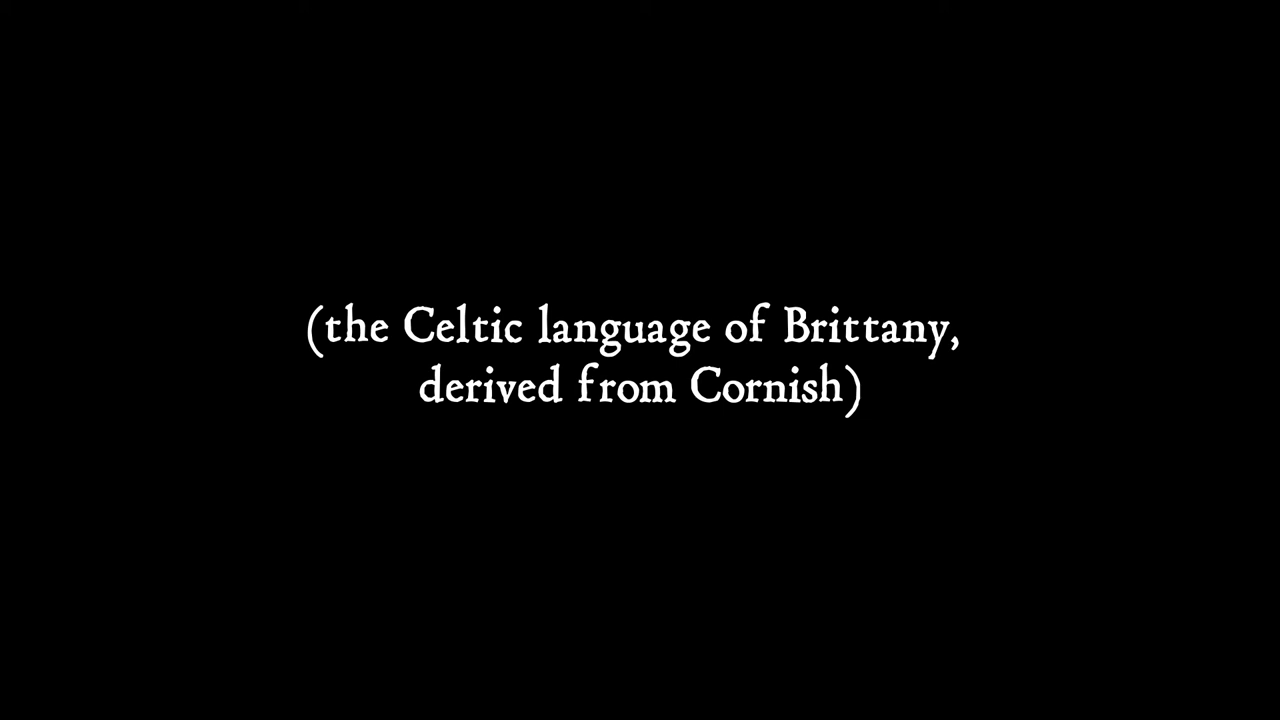 (the Celtic language of Brittany,
derived from Cornish)